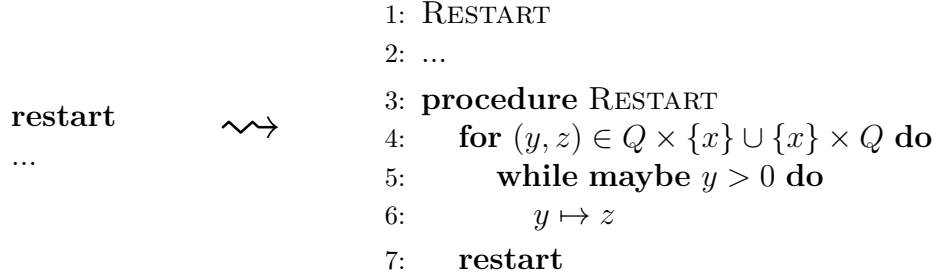 restart
...
⇝
1: RESTART
2: ...
3: procedure RESTART
4: for (y, z) ∈ Q × {x} ∪ {x} × Q do
5: while maybe y > 0 do
6: y ↦ z
7: restart